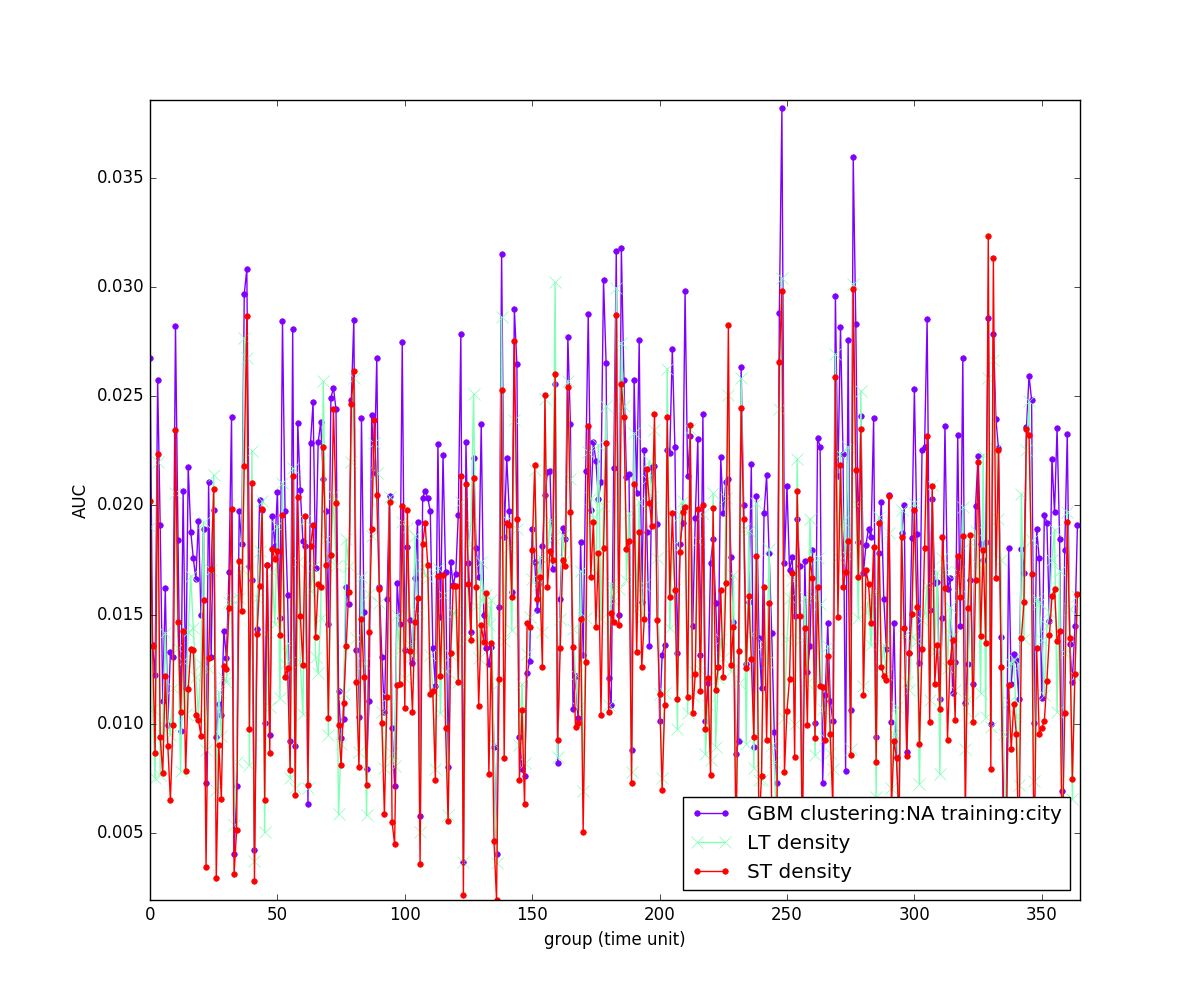 0.035
0.030
0.025
0.020
0.015
0.010
0.005
AUC
0 50 100 150 200 250 300 350
group (time unit)
GBM clustering:NA training:city
LT density
ST density